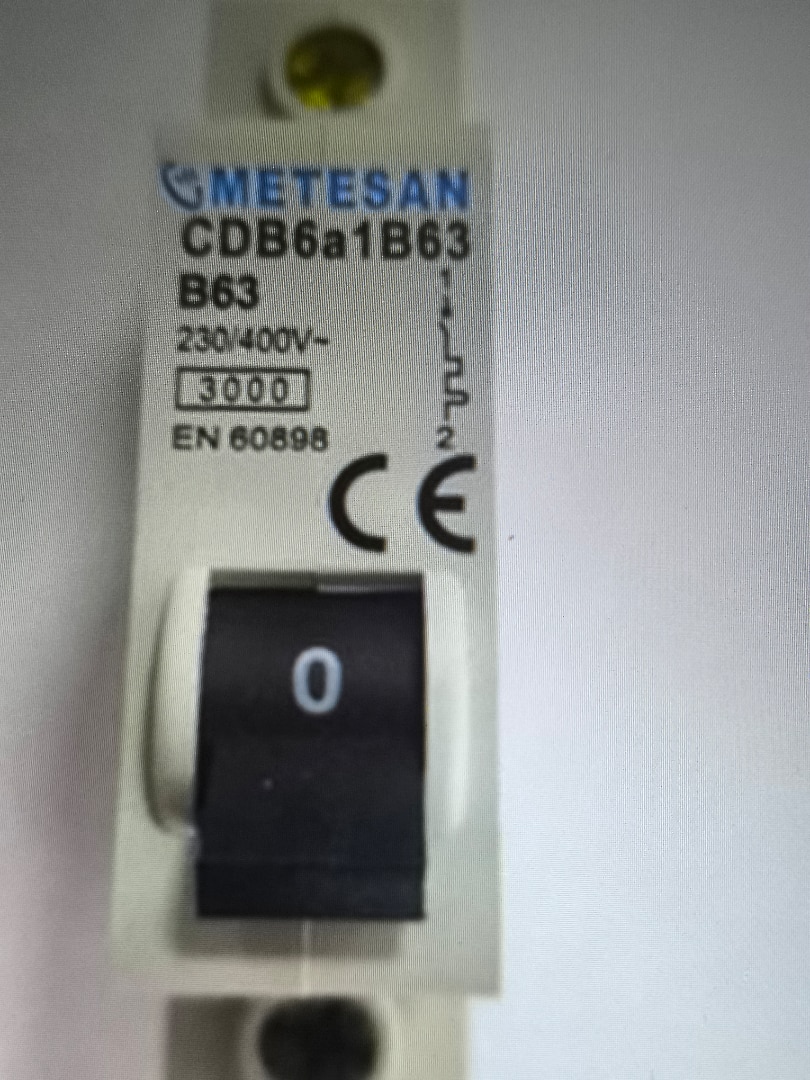 METESAN
CDB6a1B63
B63
1
230/400V~
3000
EN 60898
2
CE
0